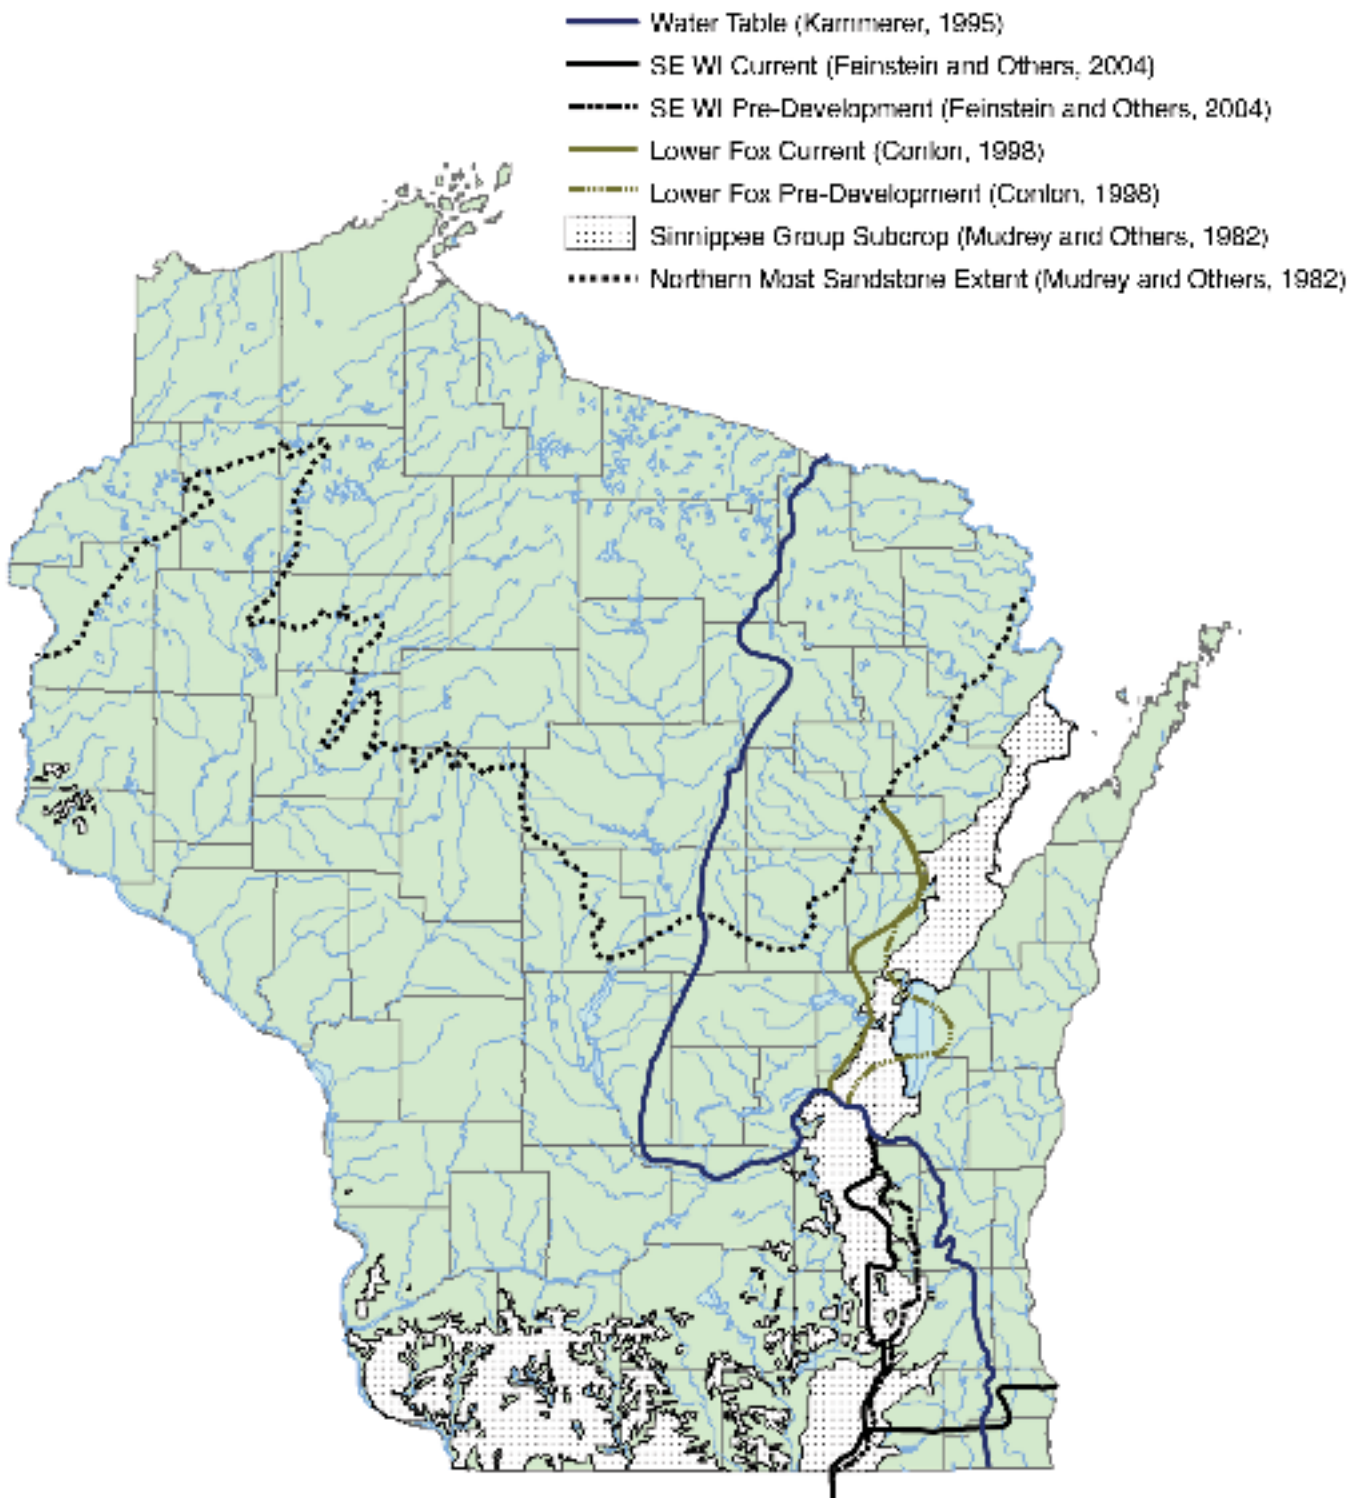 Water Table (Kammerer, 1995)
SE WI Current (Feinstein and Others, 2004)
SE WI Pre-Development (Feinstein and Others, 2004)
Lower Fox Current (Conlon, 1998)
Lower Fox Pre-Development (Conlon, 1998)
Sinnippee Group Subcrop (Mudrey and Others, 1982)
Northern Most Sandstone Extent (Mudrey and Others, 1982)